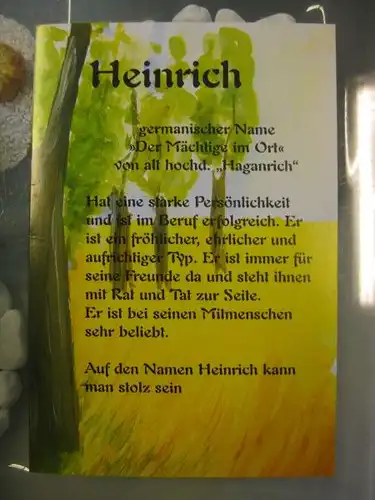 Heinrich
germanischer Name
»Der Mächtige im Ort«
von alt hochd. „Haganrich“
Hat eine starke Persönlichkeit
und ist im Beruf erfolgreich. Er
ist ein fröhlicher, ehrlicher und
aufrichtiger Typ. Er ist immer für
seine Freunde da und steht ihnen
mit Rat und Tat zur Seite.
Er ist bei seinen Mitmenschen
sehr beliebt.
Auf den Namen Heinrich kann
man stolz sein